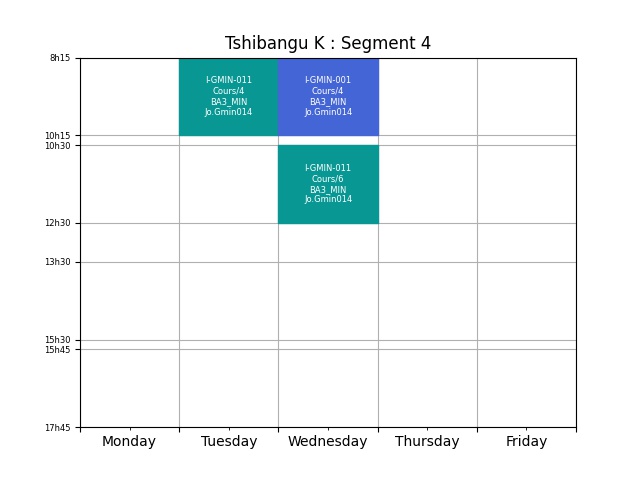 Tshibangu K : Segment 4
8h15
10h15
10h30
12h30
13h30
15h30
15h45
17h45
I-GMIN-011
Cours/4
BA3_MIN
Jo.Gmin014
I-GMIN-001
Cours/4
BA3_MIN
Jo.Gmin014
I-GMIN-011
Cours/6
BA3_MIN
Jo.Gmin014
Monday
Tuesday
Wednesday
Thursday
Friday